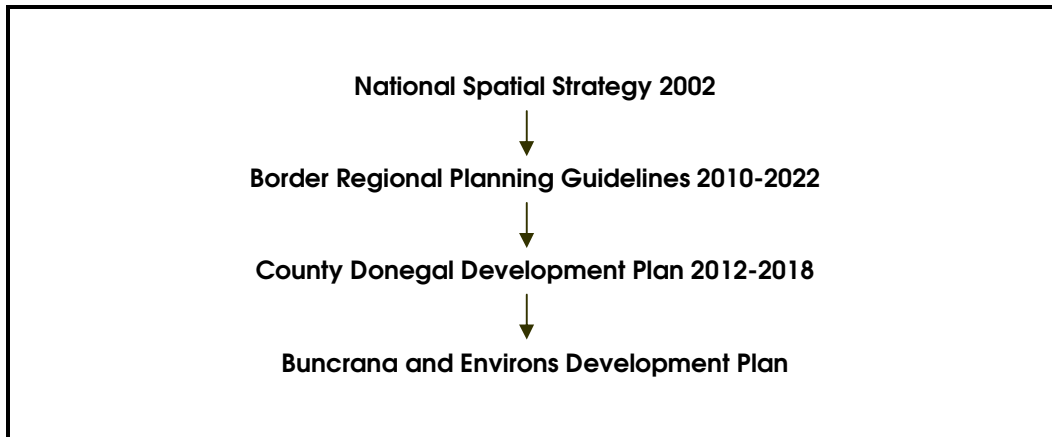 National Spatial Strategy 2002
Border Regional Planning Guidelines 2010-2022
County Donegal Development Plan 2012-2018
Buncrana and Environs Development Plan